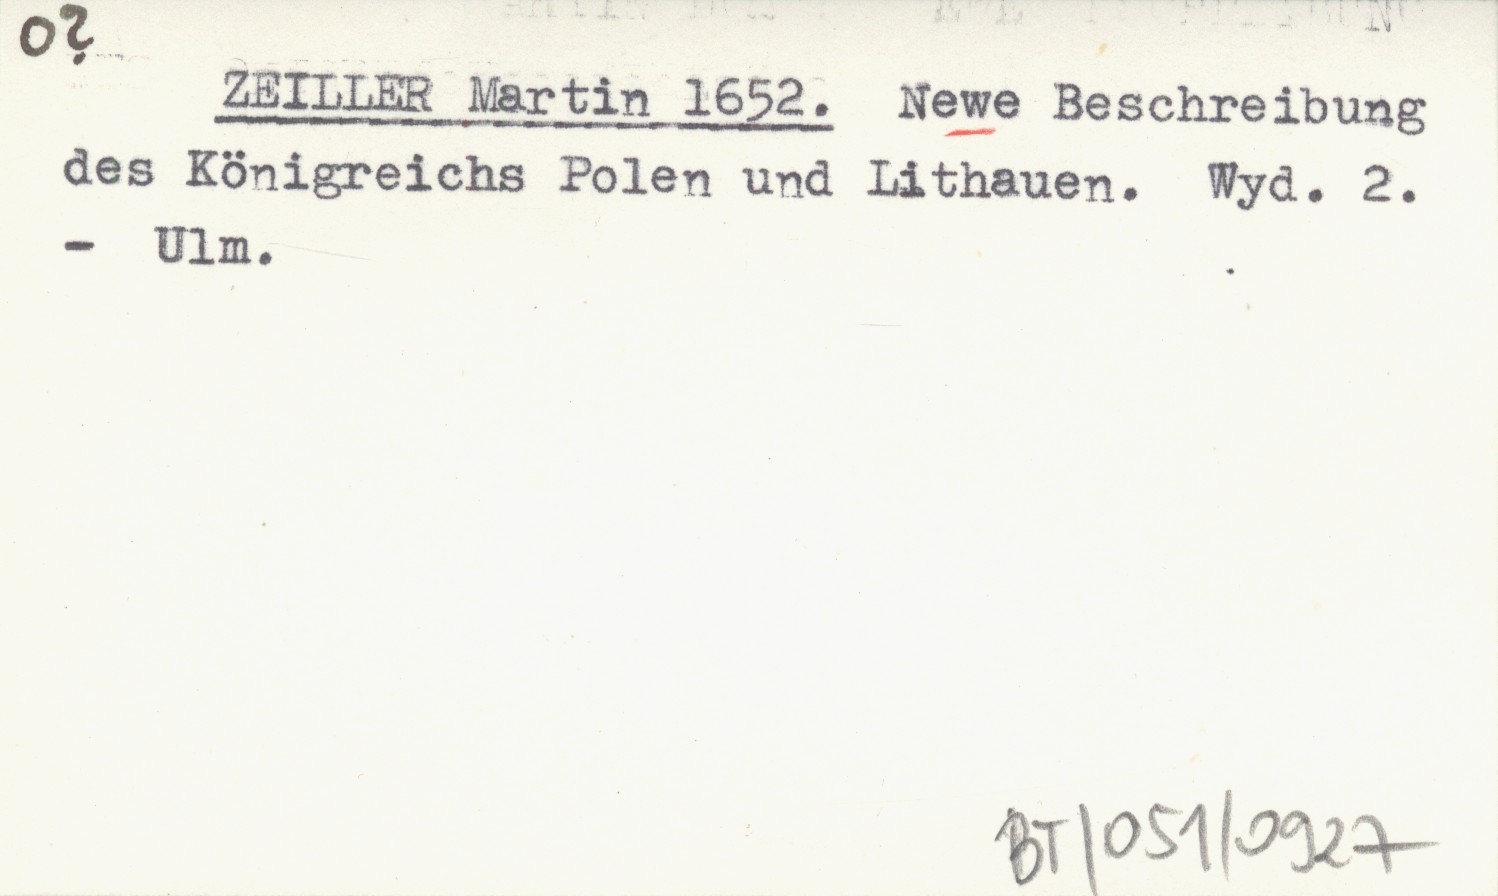 o?
ZEILLER Martin 1652. Newe Beschreibung
des Königreichs Polen und Lithauen. Wyd. 2.
- Ulm.
BT/051/0927